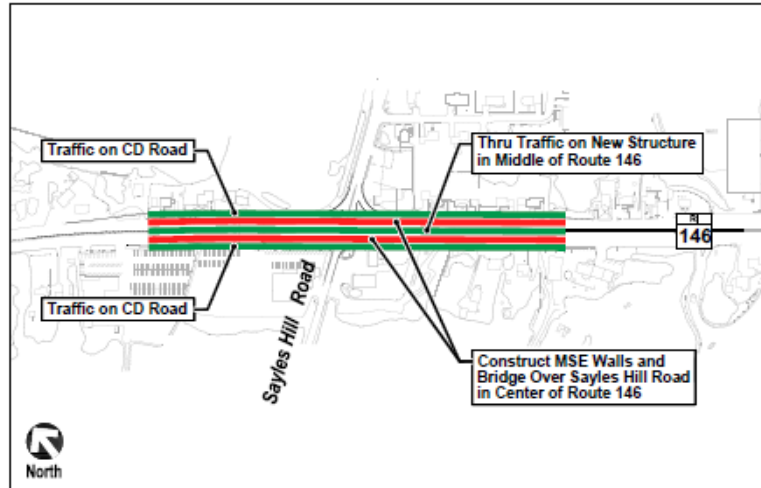 Traffic on CD Road
Thru Traffic on New Structure
in Middle of Route 146
RI
146
Traffic on CD Road
Sayles Hill Road
Construct MSE Walls and
Bridge Over Sayles Hill Road
in Center of Route 146
North